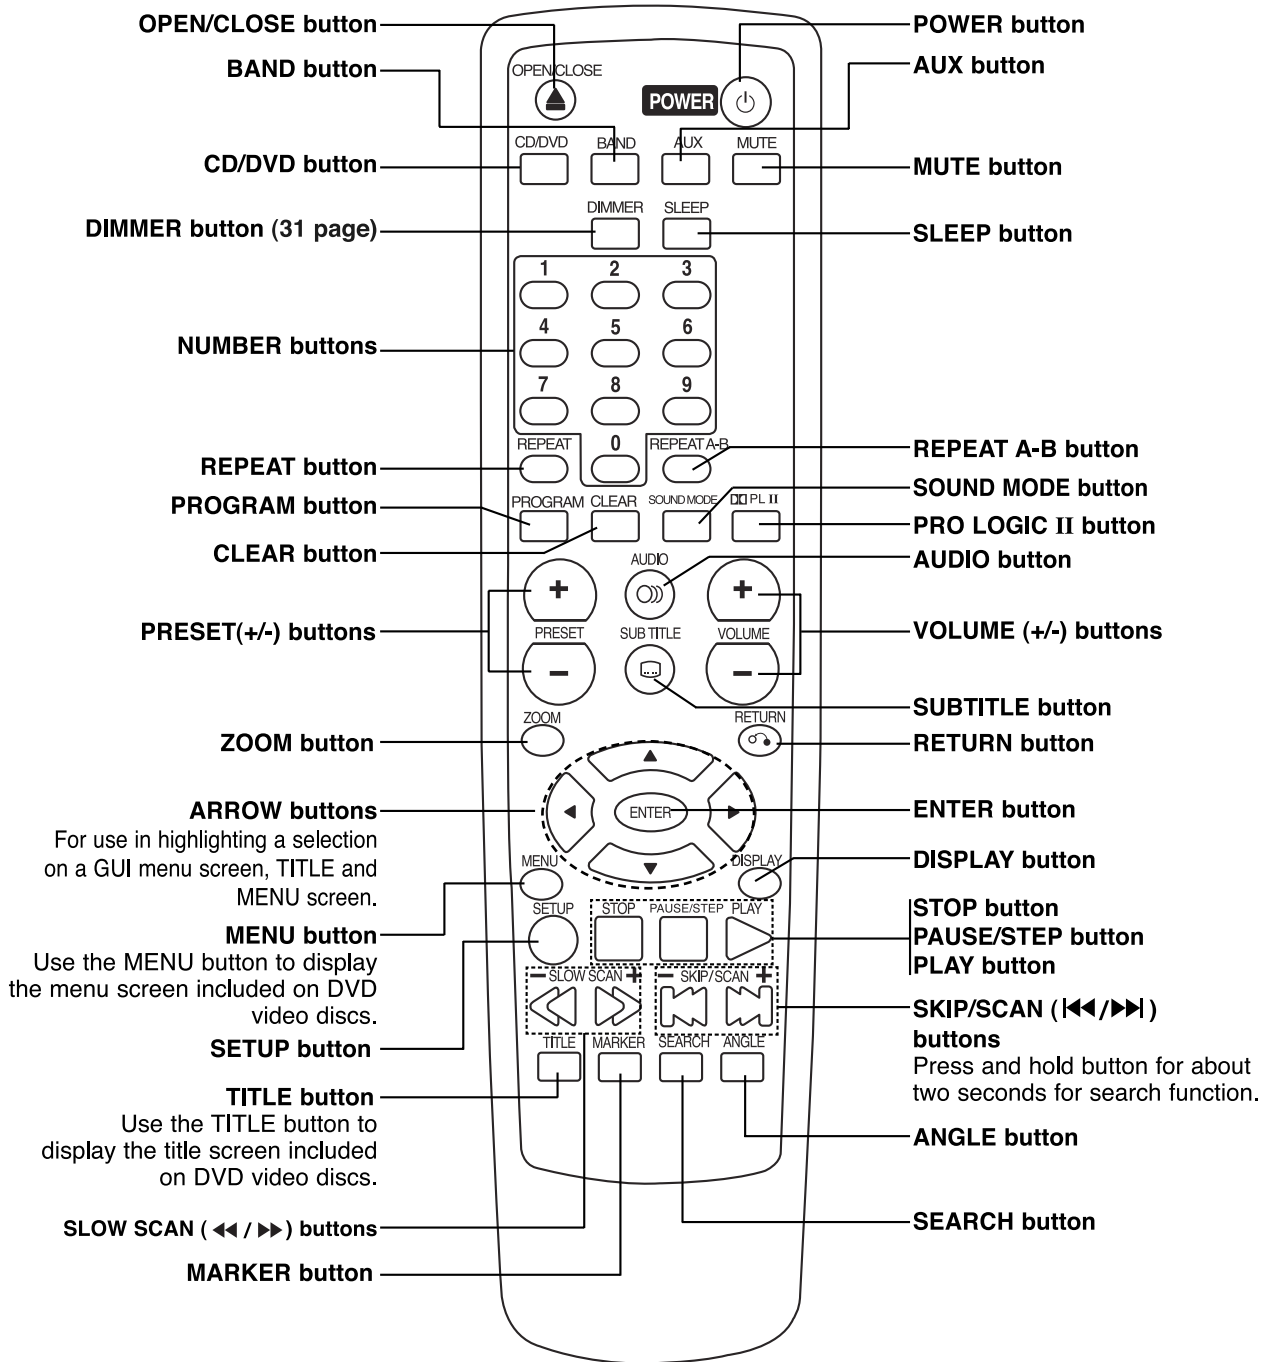 OPEN/CLOSE button
BAND button
CD/DVD button
DIMMER button (31 page)
NUMBER buttons
REPEAT button
PROGRAM button
CLEAR button
PRESET(+/-) buttons
ZOOM button
ARROW buttons
For use in highlighting a selection
on a GUI menu screen, TITLE and
MENU screen.
MENU button
Use the MENU button to display
the menu screen included on DVD
video discs.
SETUP button
TITLE button
Use the TITLE button to
display the title screen included
on DVD video discs.
SLOW SCAN ( ◀◀ / ▶▶ ) buttons
MARKER button
OPEN/CLOSE
POWER
CD/DVD BAND AUX MUTE
DIMMER SLEEP
1 2 3
4 5 6
7 8 9
REPEAT 0 REPEAT A-B
PROGRAM CLEAR SOUND MODE PL II
AUDIO
+ +
PRESET SUB TITLE VOLUME
− −
ZOOM RETURN
ENTER
MENU DISPLAY
SETUP STOP PAUSE/STEP PLAY
− SLOW SCAN + − SKIP/SCAN +
TITLE MARKER SEARCH ANGLE
POWER button
AUX button
MUTE button
SLEEP button
REPEAT A-B button
SOUND MODE button
PRO LOGIC II button
AUDIO button
VOLUME (+/-) buttons
SUBTITLE button
RETURN button
ENTER button
DISPLAY button
STOP button
PAUSE/STEP button
PLAY button
SKIP/SCAN ( |◀◀ / ▶▶| )
buttons
Press and hold button for about
two seconds for search function.
ANGLE button
SEARCH button